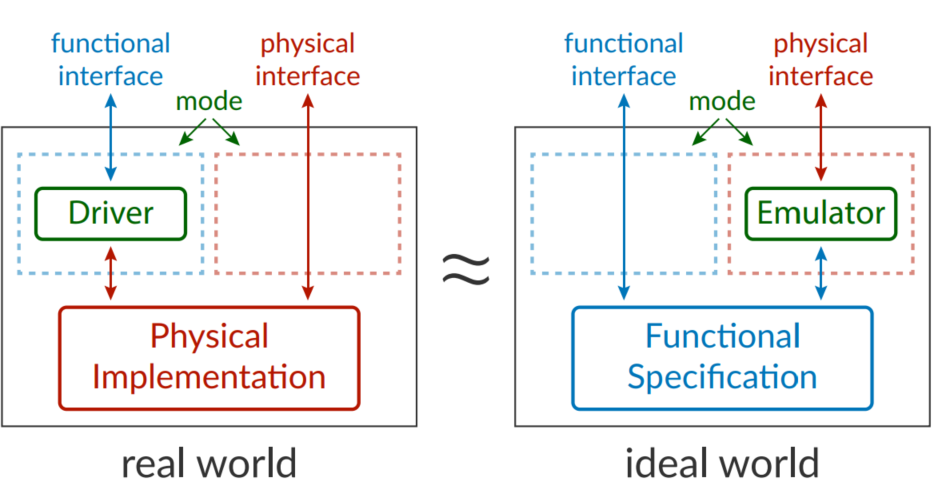 functional
interface
physical
interface
mode
Driver
Physical
Implementation
real world
≈
functional
interface
physical
interface
mode
Emulator
Functional
Specification
ideal world